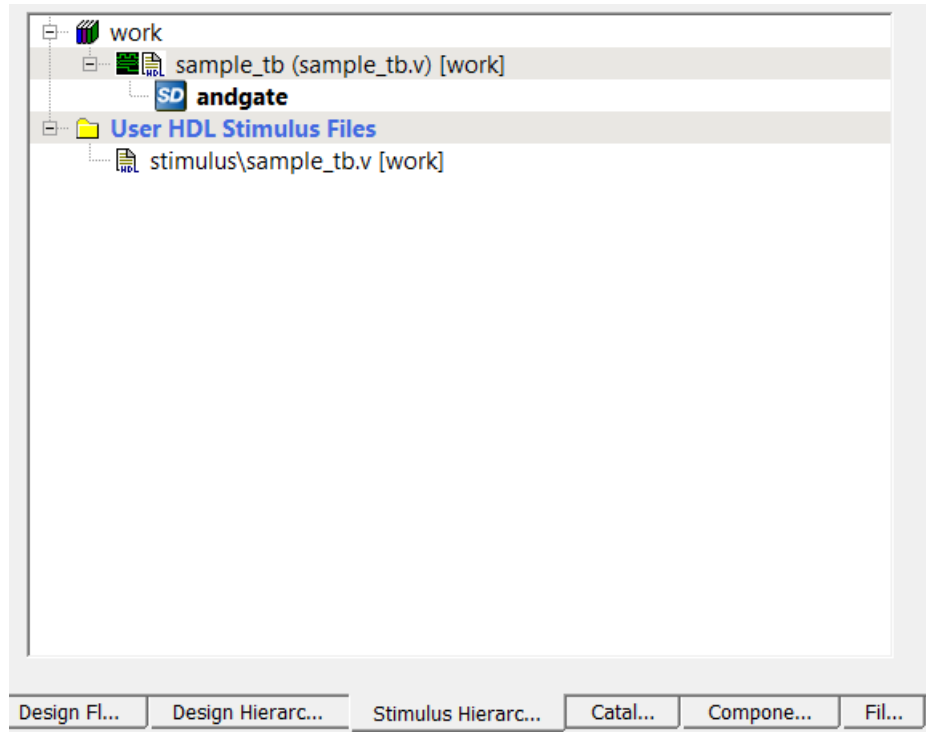 work
sample_tb (sample_tb.v) [work]
SD andgate
User HDL Stimulus Files
HDL stimulus\sample_tb.v [work]
Design Fl... Design Hierarc... Stimulus Hierarc... Catal... Compone... Fil...